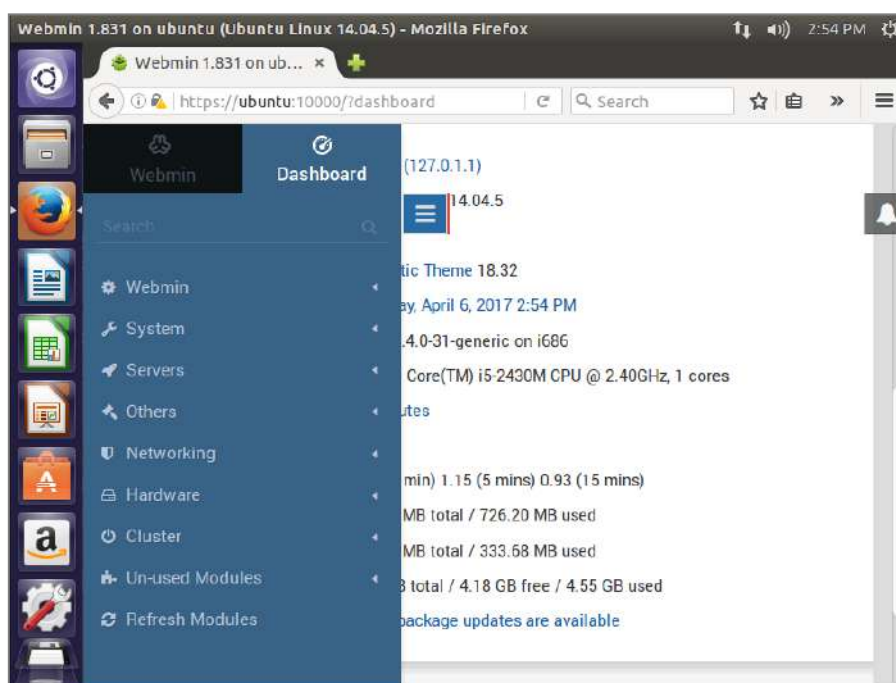 Webmin 1.831 on ubuntu (Ubuntu Linux 14.04.5) - Mozilla Firefox 2:54 PM
Webmin 1.831 on ub... ×
https://ubuntu:10000/?dashboard Search
Webmin Dashboard
(127.0.1.1)
14.04.5
Search
tic Theme 18.32
Webmin
ay, April 6, 2017 2:54 PM
System
.4.0-31-generic on i686
Servers
Core(TM) i5-2430M CPU @ 2.40GHz, 1 cores
Others
utes
Networking
min) 1.15 (5 mins) 0.93 (15 mins)
Hardware
MB total / 726.20 MB used
Cluster
MB total / 333.68 MB used
Un-used Modules
B total / 4.18 GB free / 4.55 GB used
Refresh Modules
package updates are available